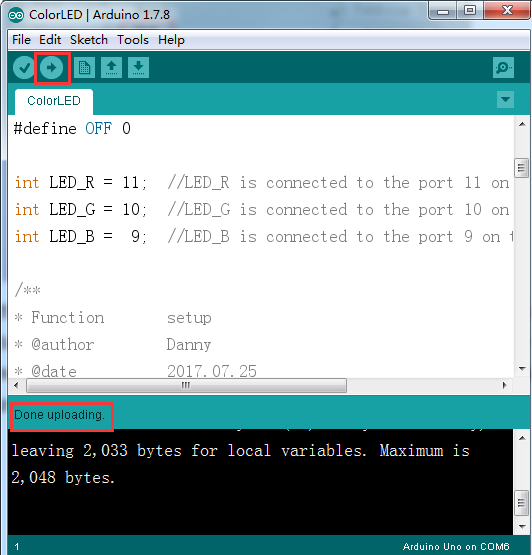 ColorLED | Arduino 1.7.8
File Edit Sketch Tools Help
ColorLED
#define OFF 0
int LED_R = 11; //LED_R is connected to the port 11 on
int LED_G = 10; //LED_G is connected to the port 10 on
int LED_B = 9; //LED_B is connected to the port 9 on t
/**
* Function setup
* @author Danny
* @date 2017.07.25
Done uploading.
leaving 2,033 bytes for local variables. Maximum is
2,048 bytes.
1 Arduino Uno on COM6